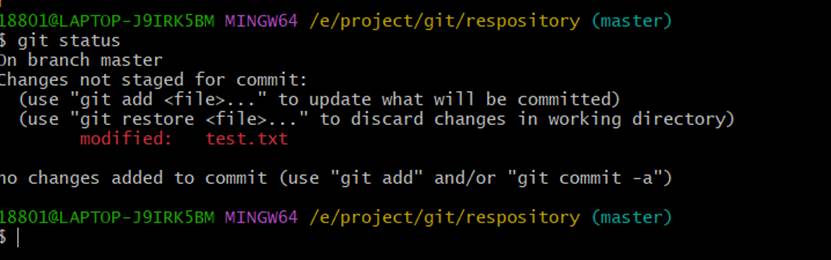 18801@LAPTOP-J9IRK5BM MINGW64 /e/project/git/respository (master)
$ git status
On branch master
Changes not staged for commit:
  (use "git add <file>..." to update what will be committed)
  (use "git restore <file>..." to discard changes in working directory)
        modified:   test.txt

no changes added to commit (use "git add" and/or "git commit -a")

18801@LAPTOP-J9IRK5BM MINGW64 /e/project/git/respository (master)
$